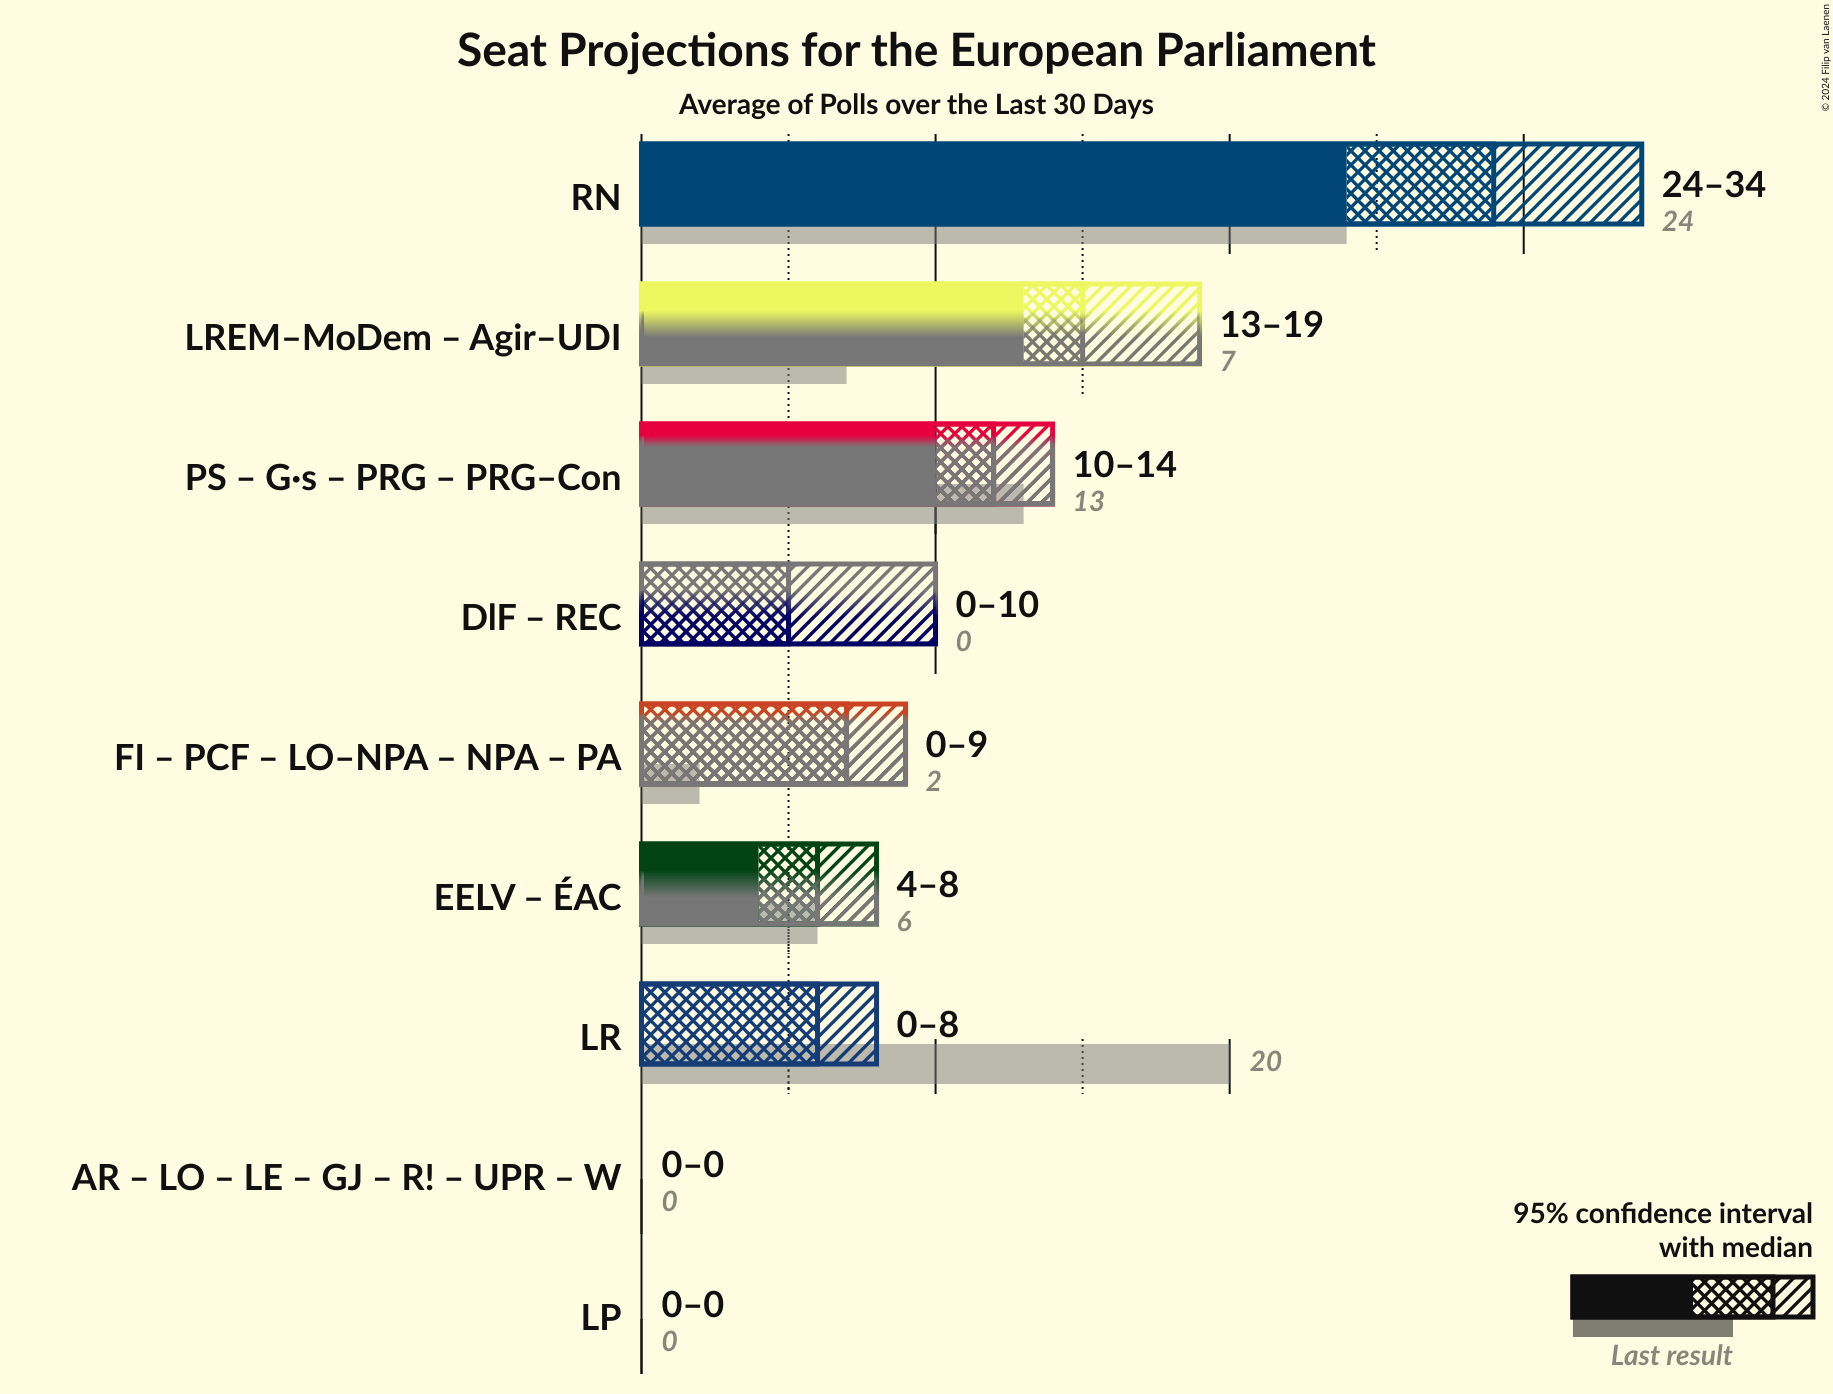 Seat Projections for the European Parliament
Average of Polls over the Last 30 Days
© 2024 Filip van Laenen
RN
24–34
24
LREM–MoDem – Agir–UDI
13–19
7
PS – G·s – PRG – PRG–Con
10–14
13
DlF – REC
0–10
0
FI – PCF – LO–NPA – NPA – PA
0–9
2
EELV – ÉAC
4–8
6
LR
0–8
20
AR – LO – LE – GJ – R! – UPR – W
0–0
0
LP
0–0
0
95% confidence interval
with median
Last result